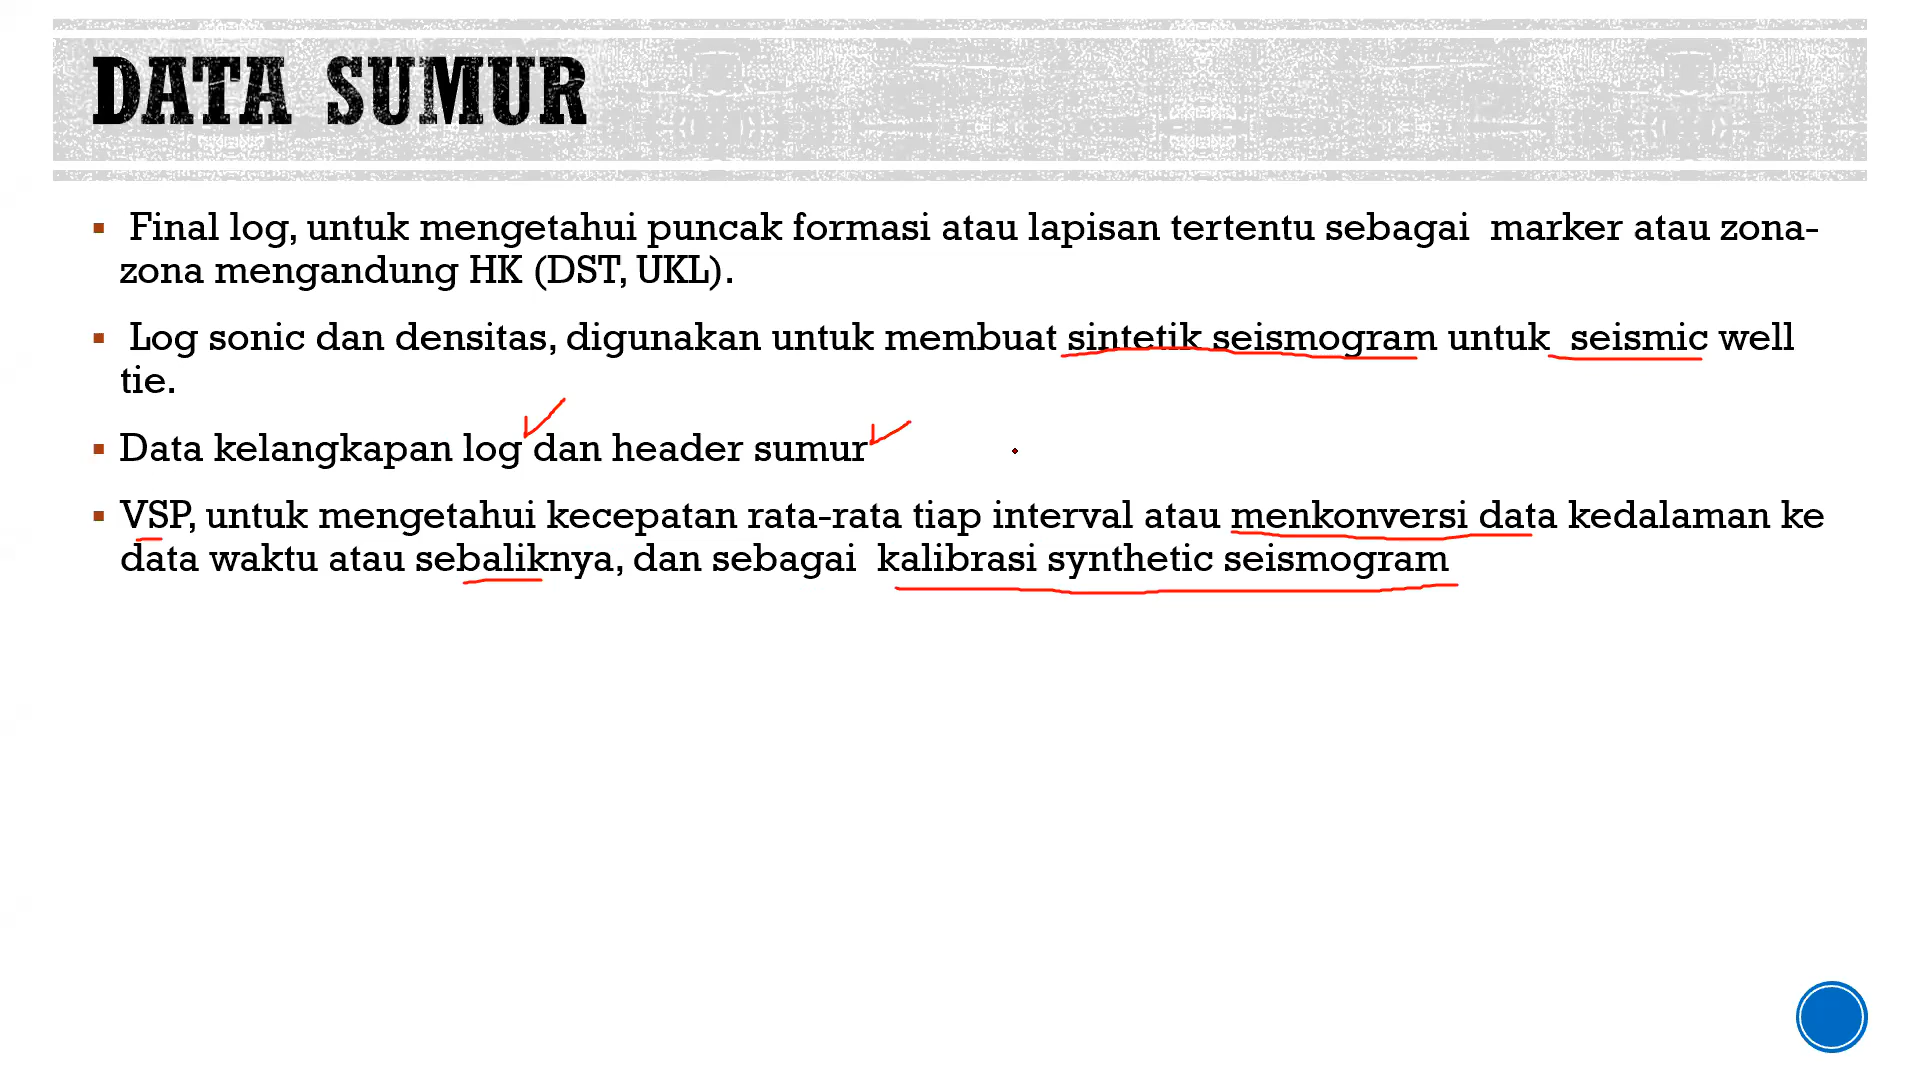 DATA SUMUR
Final log, untuk mengetahui puncak formasi atau lapisan tertentu sebagai marker atau zona-
zona mengandung HK (DST, UKL).
Log sonic dan densitas, digunakan untuk membuat sintetik seismogram untuk seismic well
tie.
Data kelangkapan log dan header sumur
VSP, untuk mengetahui kecepatan rata-rata tiap interval atau menkonversi data kedalaman ke
data waktu atau sebaliknya, dan sebagai kalibrasi synthetic seismogram